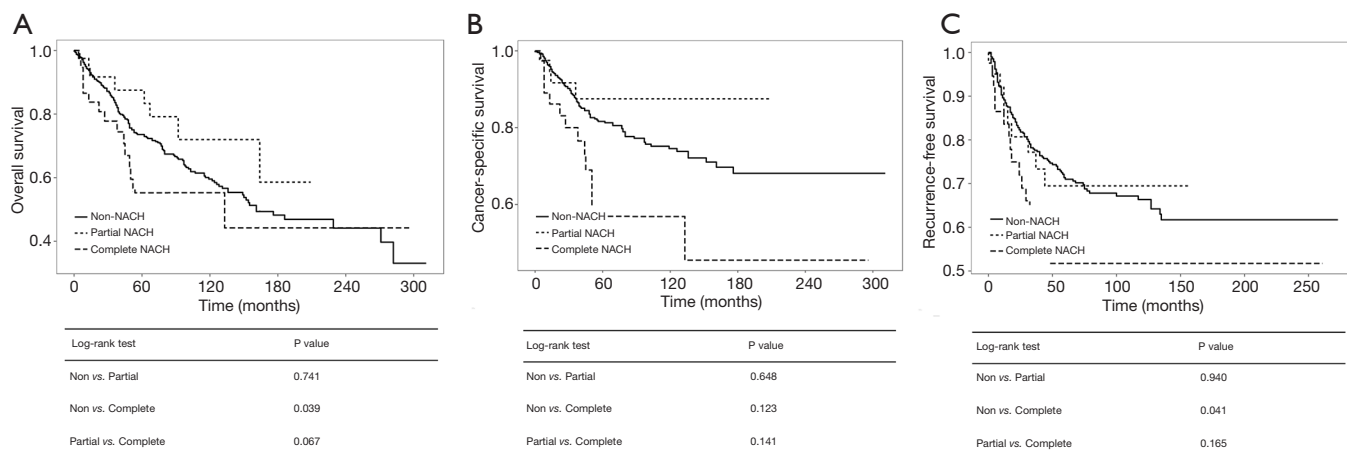 A
Overall survival
1.0
0.8
0.6
0.4
Non-NACH
Partial NACH
Complete NACH
0 60 120 180 240 300
Time (months)
Log-rank test P value
Non vs. Partial 0.741
Non vs. Complete 0.039
Partial vs. Complete 0.067
B
Cancer-specific survival
1.0
0.8
0.6
Non-NACH
Partial NACH
Complete NACH
0 60 120 180 240 300
Time (months)
Log-rank test P value
Non vs. Partial 0.648
Non vs. Complete 0.123
Partial vs. Complete 0.141
C
Recurrence-free survival
1.0
0.9
0.8
0.7
0.6
0.5
Non-NACH
Partial NACH
Complete NACH
0 50 100 150 200 250
Time (months)
Log-rank test P value
Non vs. Partial 0.940
Non vs. Complete 0.041
Partial vs. Complete 0.165